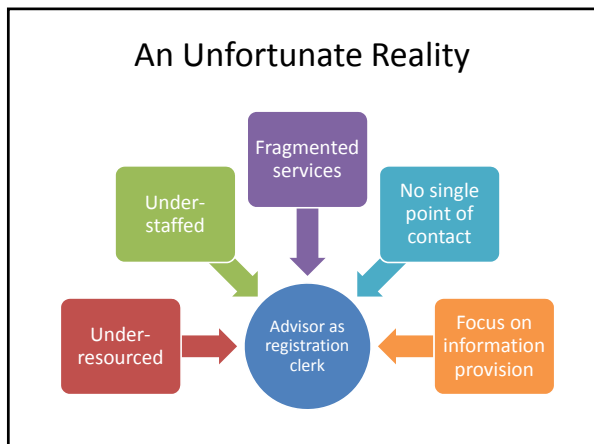 An Unfortunate Reality
Fragmented
services
Under-
staffed
No single
point of
contact
Under-
resourced
Advisor as
registration
clerk
Focus on
information
provision